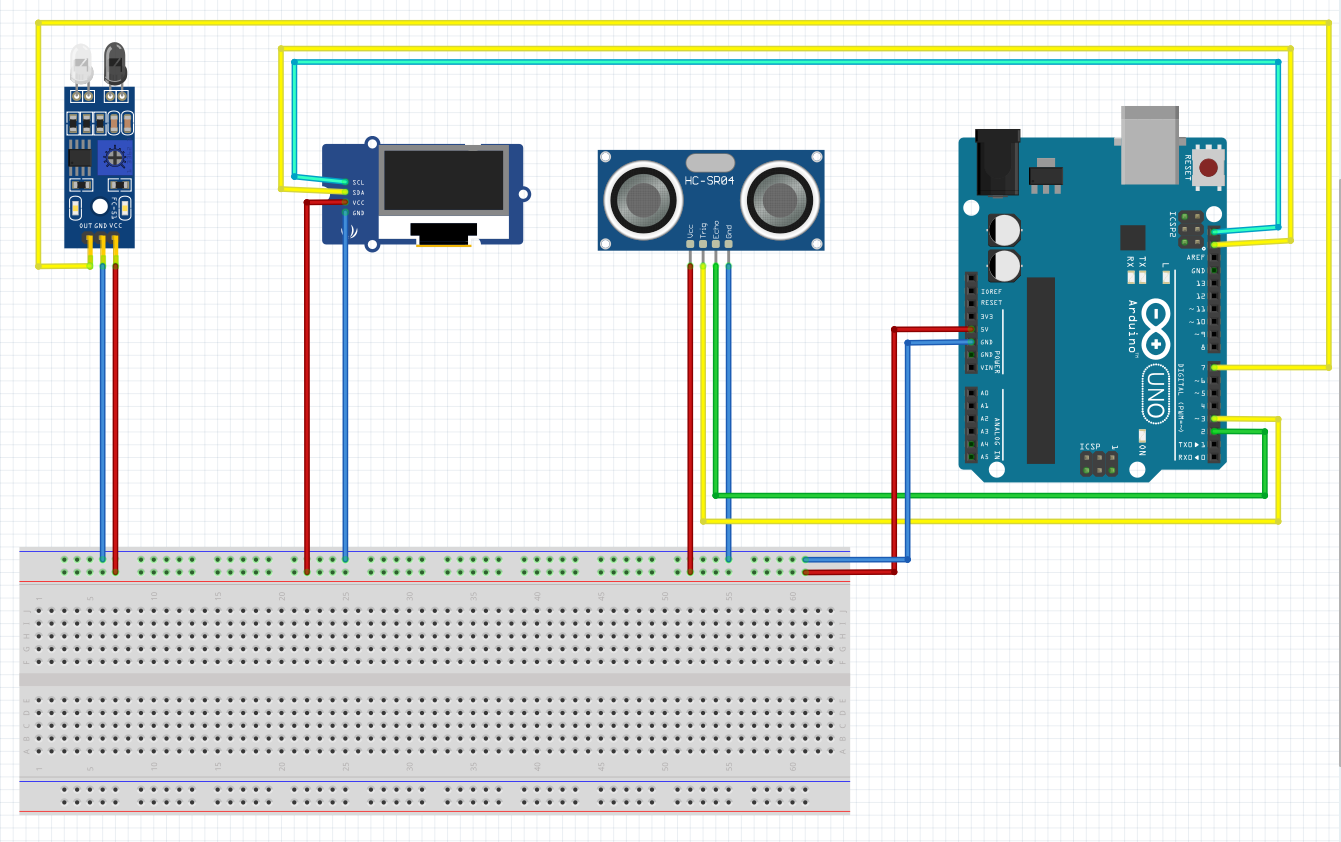 OUT GND VCC
FC-51
SCL
SDA
VCC
GND
HC-SR04
Vcc
Trig
Echo
Gnd
RESET
ICSP2
AREF
GND
13
12
~11
~10
~9
8
7
~6
~5
4
~3
2
TXD▶1
RXD◀0
DIGITAL (PWM=~)
IOREF
RESET
3V3
5V
GND
GND
VIN
POWER
A0
A1
A2
A3
A4
A5
ANALOG IN
RX
TX
L
Arduino™
UNO
ON
ICSP
1
1 5 10 15 20 25 30 35 40 45 50 55 60
J J
I I
H H
G G
F F
E E
D D
C C
B B
A A
1 5 10 15 20 25 30 35 40 45 50 55 60